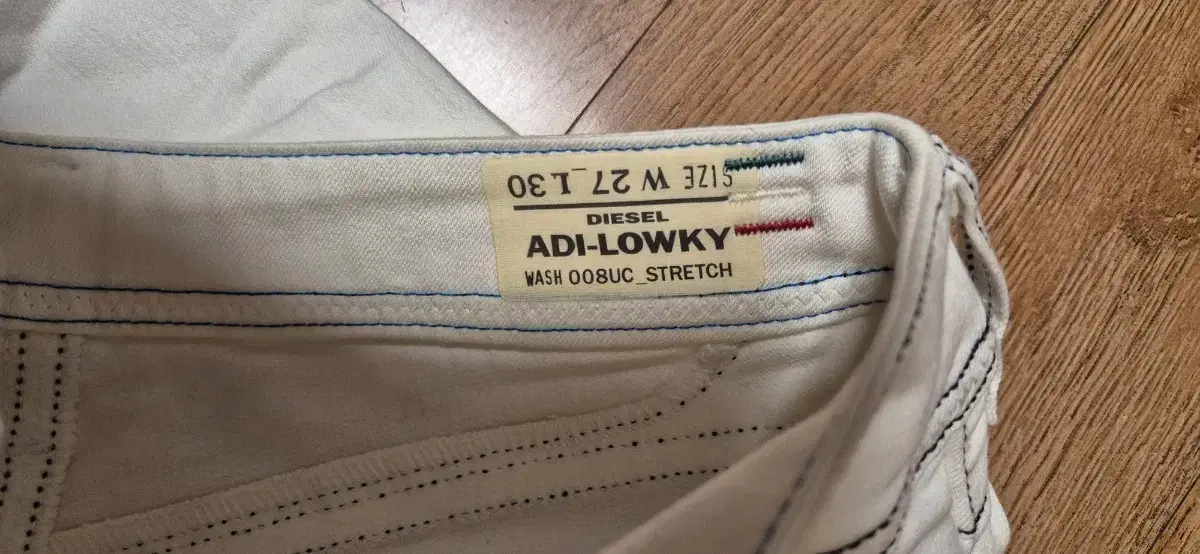 SIZE W 27_L30
DIESEL
ADI-LOWKY
WASH 008UC_STRETCH